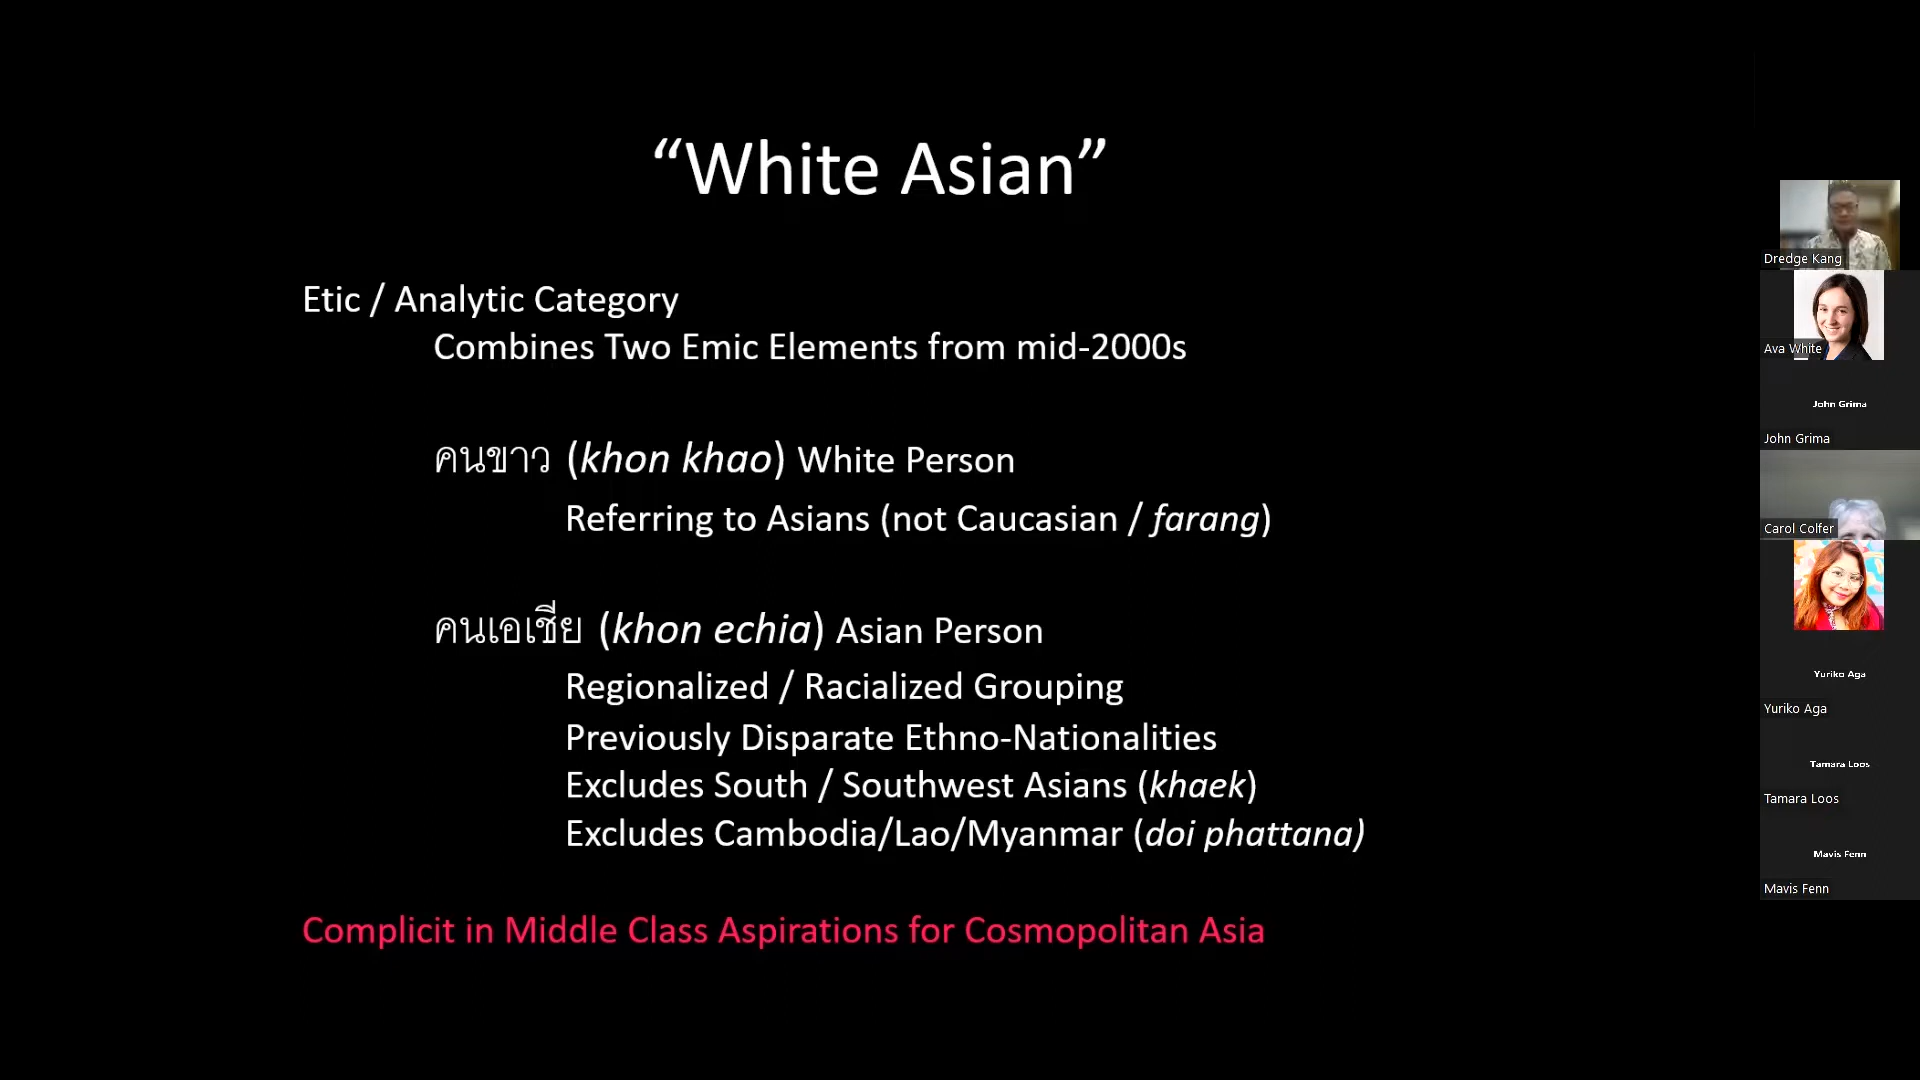 “White Asian”
Etic / Analytic Category
Combines Two Emic Elements from mid-2000s
คนขาว (khon khao) White Person
Referring to Asians (not Caucasian / farang)
คนเอเชี่ย (khon echia) Asian Person
Regionalized / Racialized Grouping
Previously Disparate Ethno-Nationalities
Excludes South / Southwest Asians (khaek)
Excludes Cambodia/Lao/Myanmar (doi phattana)
Complicit in Middle Class Aspirations for Cosmopolitan Asia
Dredge Kang
Ava White
John Grima
John Grima
Carol Colfer
Yuriko Aga
Yuriko Aga
Tamara Loos
Tamara Loos
Mavis Fenn
Mavis Fenn